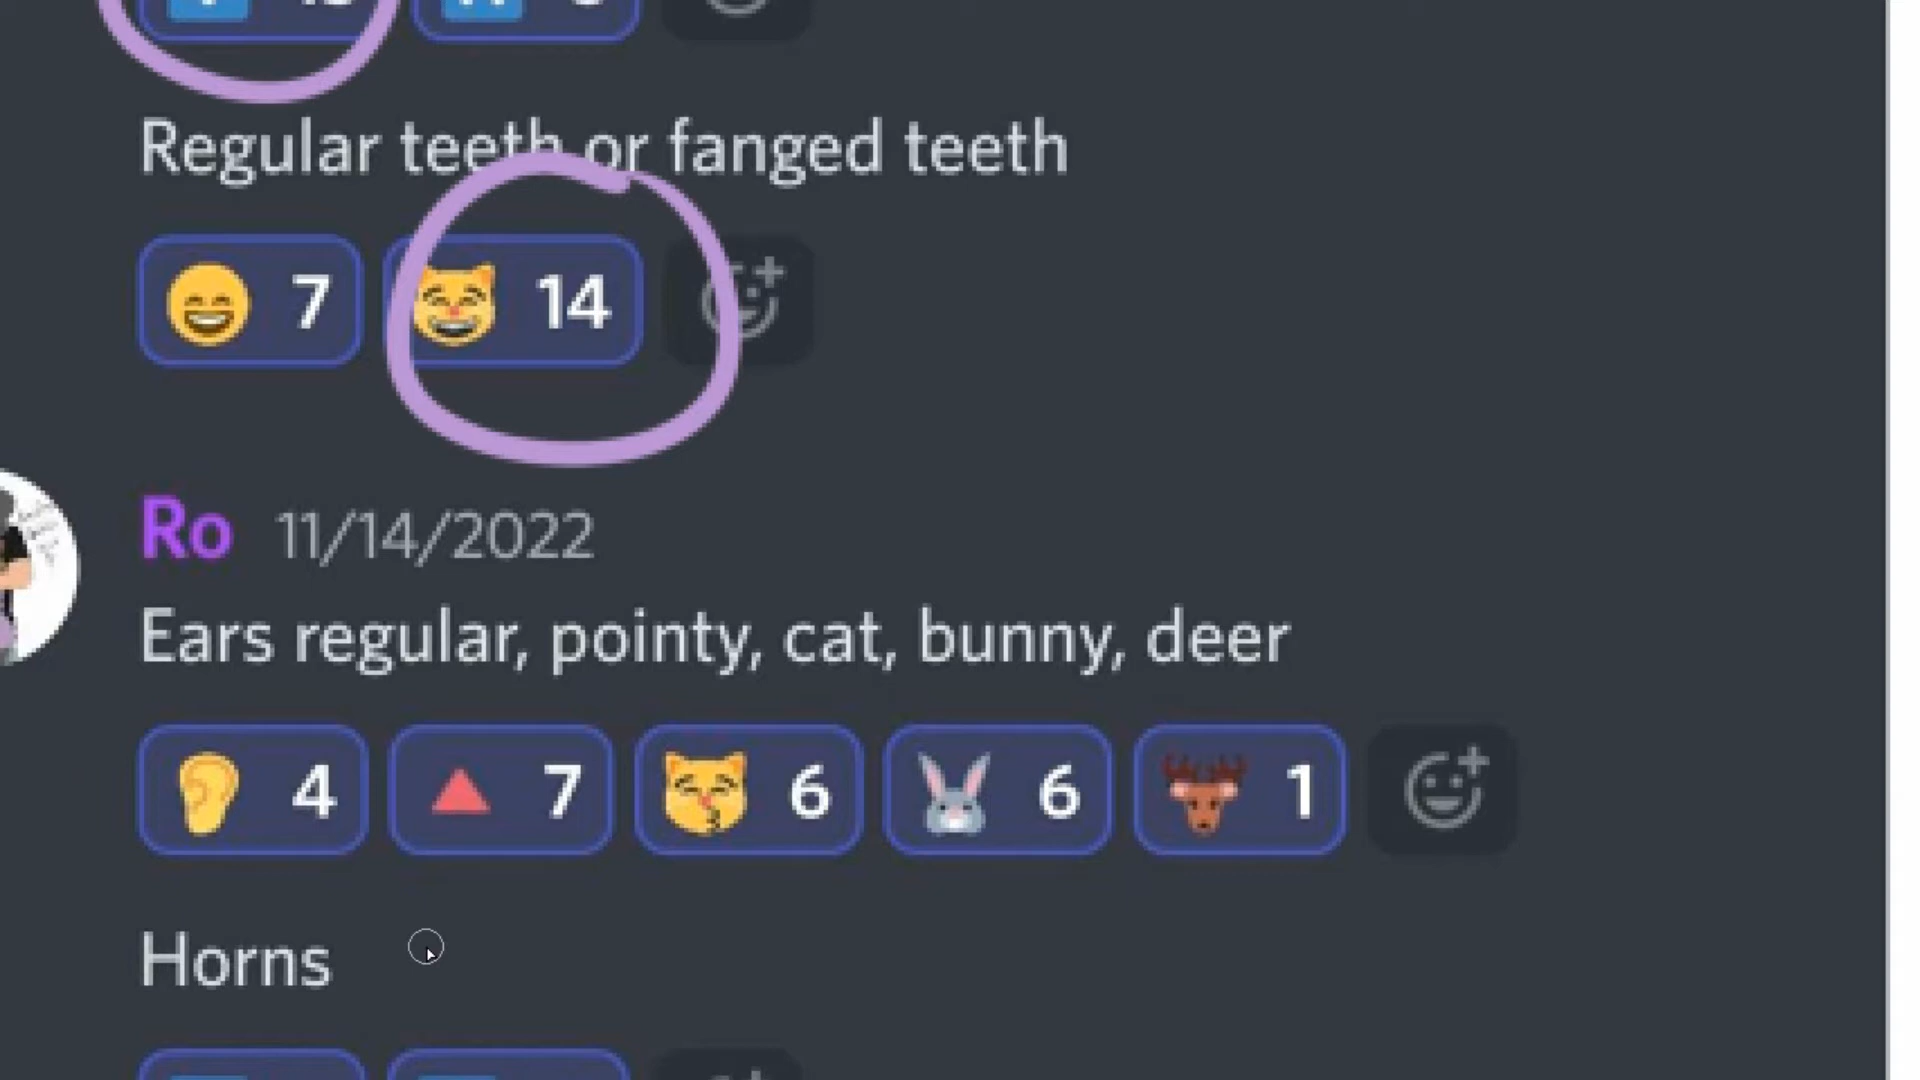 Regular teeth or fanged teeth
7 14
Ro 11/14/2022
Ears regular, pointy, cat, bunny, deer
4 7 6 6 1
Horns